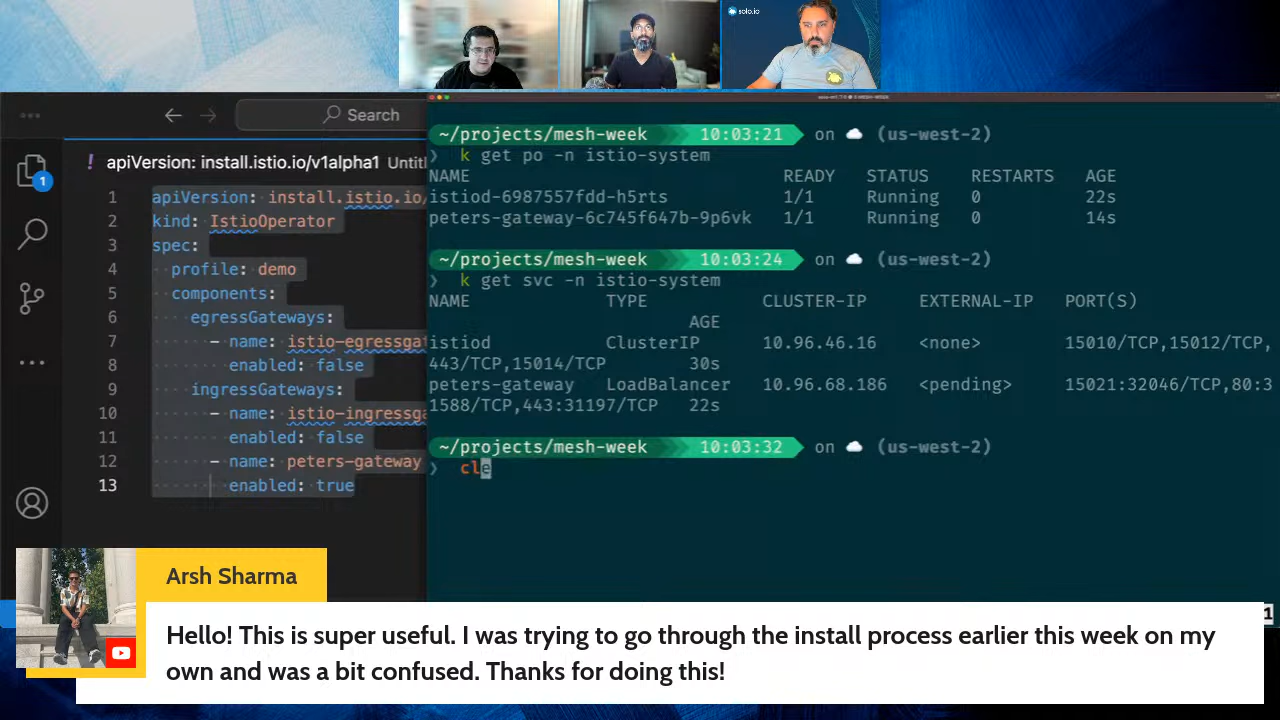 solo.io
Search
! apiVersion: install.istio.io/v1alpha1
1
1 apiVersion: install.istio.io/
2 kind: IstioOperator
3 spec:
4 profile: demo
5 components:
6 egressGateways:
7 - name: istio-egressgat
8 enabled: false
9 ingressGateways:
10 - name: istio-ingressga
11 enabled: false
12 - name: peters-gateway
13 enabled: true
~/projects/mesh-week 10:03:21 on (us-west-2)
❯ k get po -n istio-system
NAME READY STATUS RESTARTS AGE
istiod-6987557fdd-h5rts 1/1 Running 0 22s
peters-gateway-6c745f647b-9p6vk 1/1 Running 0 14s
~/projects/mesh-week 10:03:24 on (us-west-2)
❯ k get svc -n istio-system
NAME TYPE CLUSTER-IP EXTERNAL-IP PORT(S)
AGE
istiod ClusterIP 10.96.46.16 <none> 15010/TCP,15012/TCP,
443/TCP,15014/TCP 30s
peters-gateway LoadBalancer 10.96.68.186 <pending> 15021:32046/TCP,80:3
1588/TCP,443:31197/TCP 22s
~/projects/mesh-week 10:03:32 on (us-west-2)
❯ cle
Arsh Sharma
Hello! This is super useful. I was trying to go through the install process earlier this week on my
own and was a bit confused. Thanks for doing this!